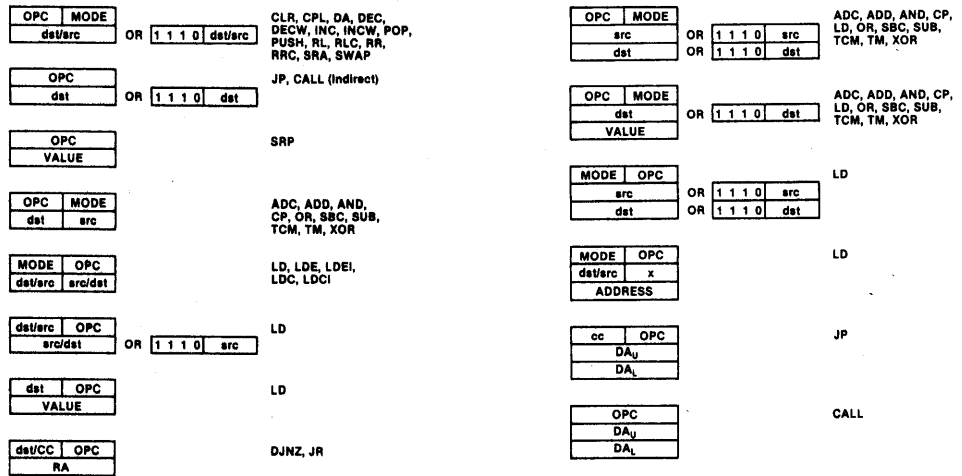 OPC MODE
dst/src OR 1 1 1 0 dst/src
CLR, CPL, DA, DEC,
DECW, INC, INCW, POP,
PUSH, RL, RLC, RR,
RRC, SRA, SWAP
OPC
dst OR 1 1 1 0 dst
JP, CALL (Indirect)
OPC
VALUE
SRP
OPC MODE
dst src
ADC, ADD, AND,
CP, OR, SBC, SUB,
TCM, TM, XOR
MODE OPC
dst/src src/dst
LD, LDE, LDEI,
LDC, LDCI
dst/src OPC
src/dst OR 1 1 1 0 src
LD
dst OPC
VALUE
LD
dst/CC OPC
RA
DJNZ, JR
OPC MODE
src OR 1 1 1 0 src
dst OR 1 1 1 0 dst
ADC, ADD, AND, CP,
LD, OR, SBC, SUB,
TCM, TM, XOR
OPC MODE
dst OR 1 1 1 0 dst
VALUE
ADC, ADD, AND, CP,
LD, OR, SBC, SUB,
TCM, TM, XOR
MODE OPC
src OR 1 1 1 0 src
dst OR 1 1 1 0 dst
LD
MODE OPC
dst/src x
ADDRESS
LD
cc OPC
DAU
DAL
JP
OPC
DAU
DAL
CALL